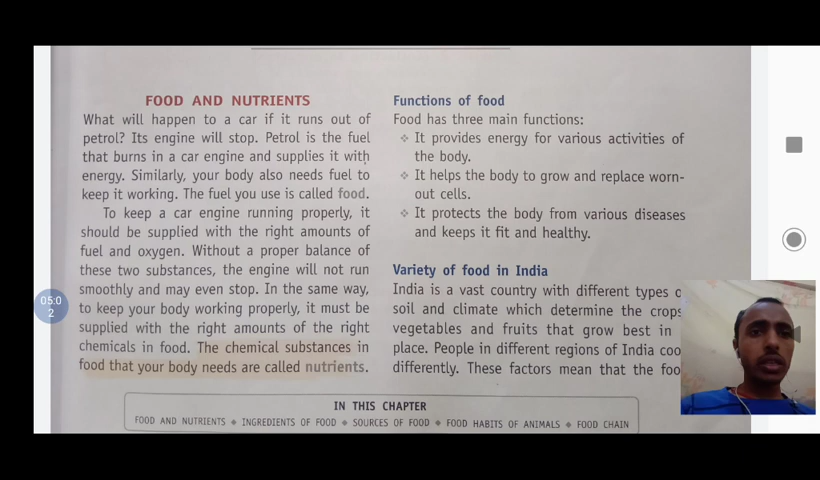 FOOD AND NUTRIENTS
What will happen to a car if it runs out of
petrol? Its engine will stop. Petrol is the fuel
that burns in a car engine and supplies it with
energy. Similarly, your body also needs fuel to
keep it working. The fuel you use is called food.
To keep a car engine running properly, it
should be supplied with the right amounts of
fuel and oxygen. Without a proper balance of
these two substances, the engine will not run
smoothly and may even stop. In the same way,
to keep your body working properly, it must be
supplied with the right amounts of the right
chemicals in food. The chemical substances in
food that your body needs are called nutrients.
Functions of food
Food has three main functions:
❖ It provides energy for various activities of
the body.
❖ It helps the body to grow and replace worn-
out cells.
❖ It protects the body from various diseases
and keeps it fit and healthy.
Variety of food in India
India is a vast country with different types
soil and climate which determine the crops
vegetables and fruits that grow best in
place. People in different regions of India
differently. These factors mean that the
IN THIS CHAPTER
FOOD AND NUTRIENTS ◆ INGREDIENTS OF FOOD ◆ SOURCES OF FOOD ◆ FOOD HABITS OF ANIMALS ◆ FOOD CHAIN
05:0
2